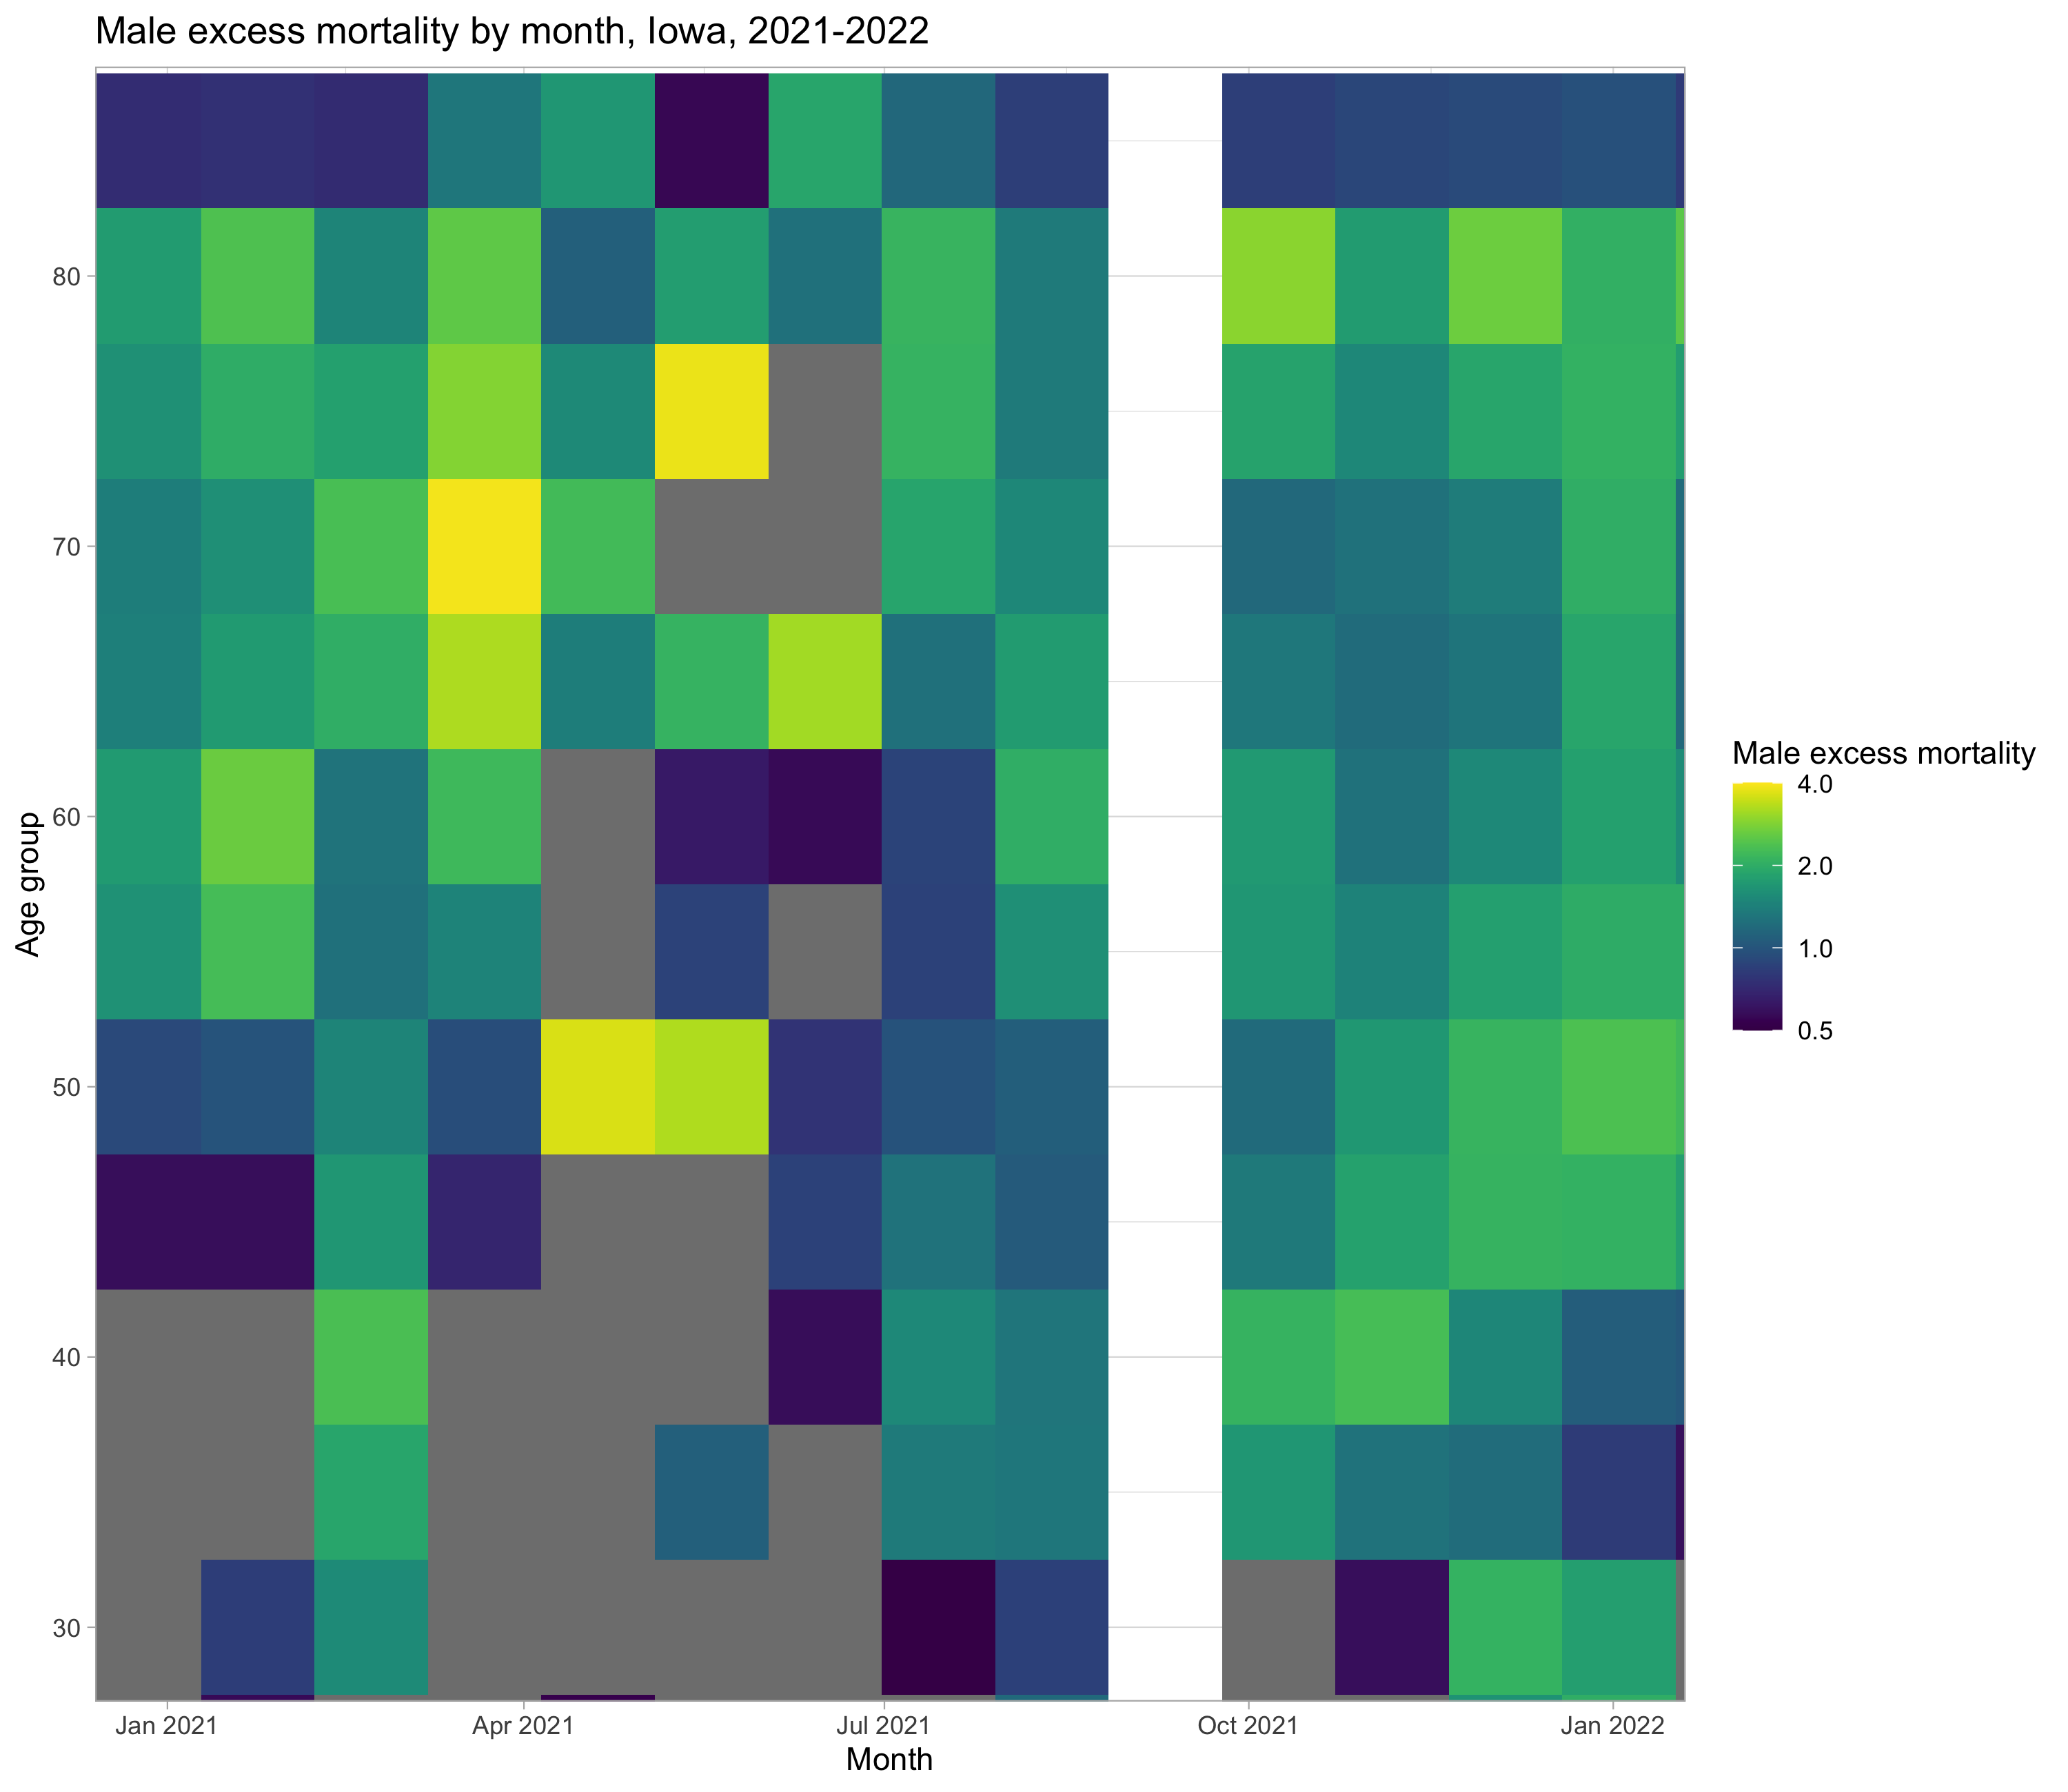 Male excess mortality by month, Iowa, 2021-2022
Age group
80
70
60
50
40
30
Jan 2021 Apr 2021 Jul 2021 Oct 2021 Jan 2022
Month
Male excess mortality
4.0
2.0
1.0
0.5